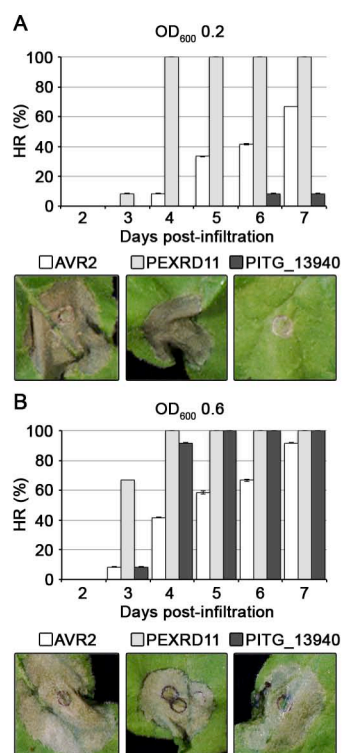 A
OD600 0.2
HR (%)
100
80
60
40
20
0
2 3 4 5 6 7
Days post-infiltration
AVR2 PEXRD11 PITG_13940
B
OD600 0.6
HR (%)
100
80
60
40
20
0
2 3 4 5 6 7
Days post-infiltration
AVR2 PEXRD11 PITG_13940